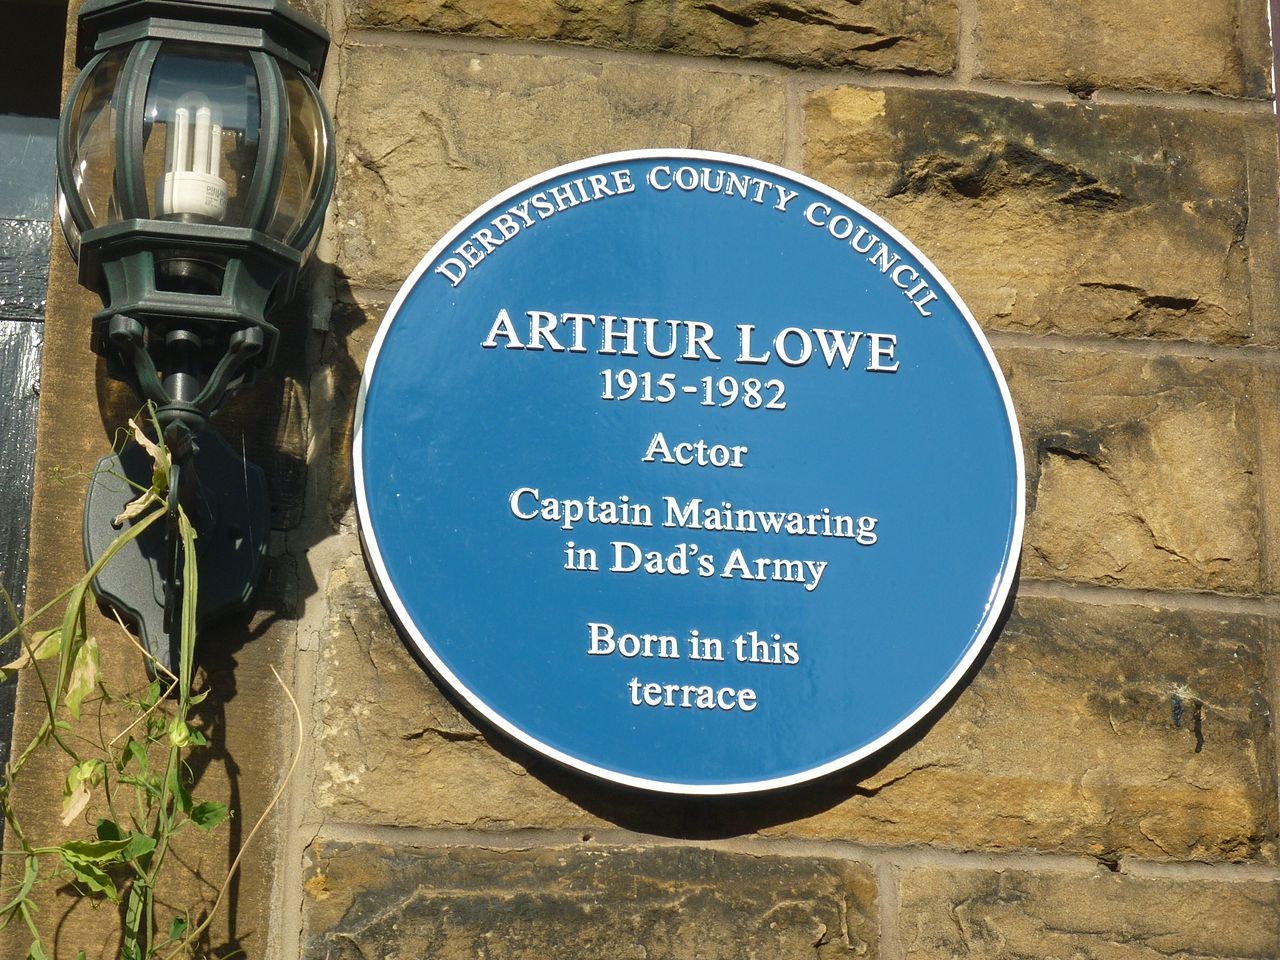 DERBYSHIRE COUNTY COUNCIL
ARTHUR LOWE
1915-1982
Actor
Captain Mainwaring
in Dad's Army
Born in this
terrace